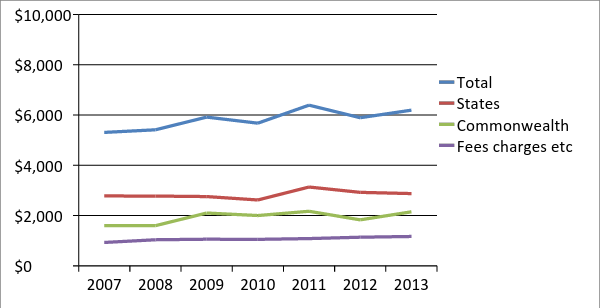 $10,000
$8,000
$6,000
$4,000
$2,000
$0
2007 2008 2009 2010 2011 2012 2013
Total
States
Commonwealth
Fees charges etc